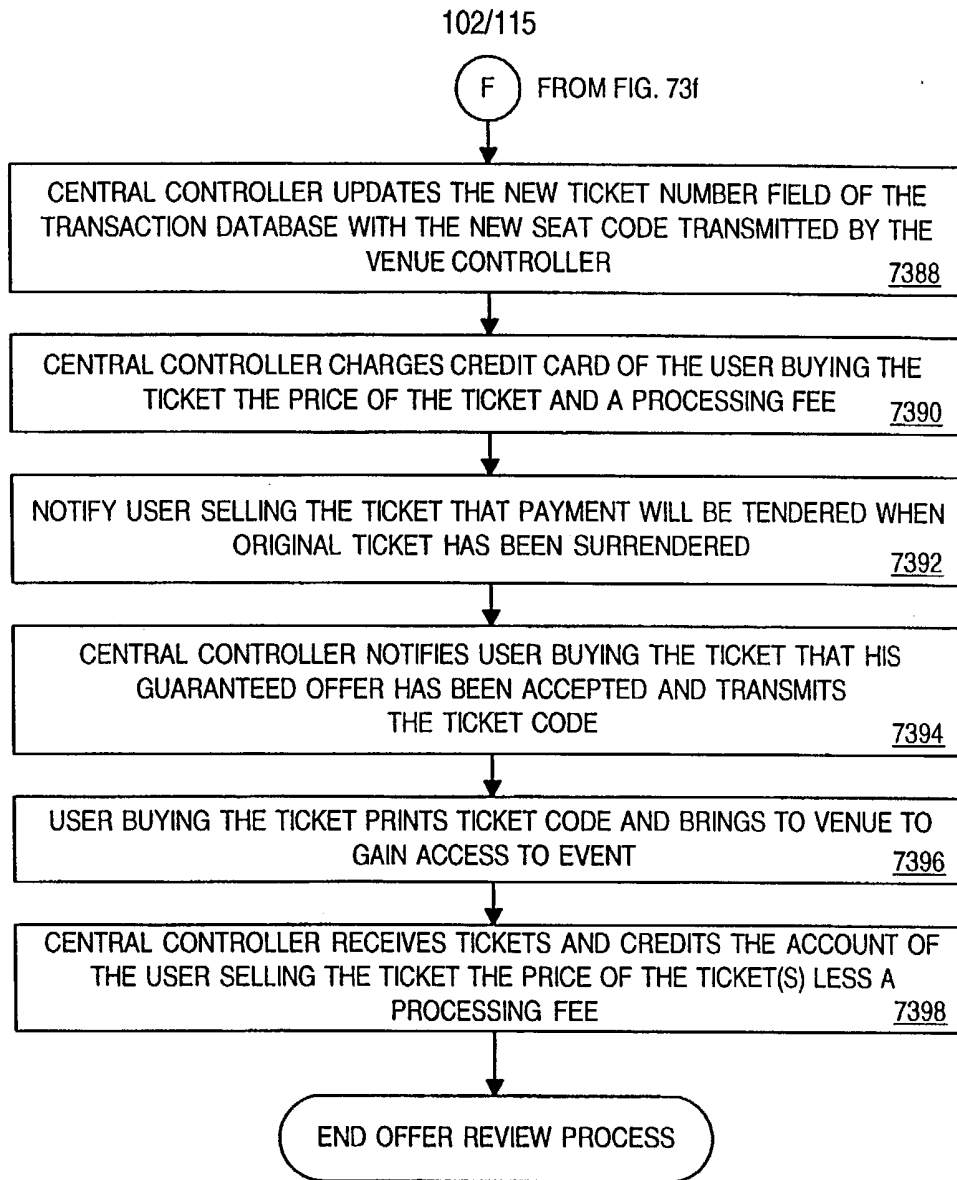 102/115
F FROM FIG. 73f
CENTRAL CONTROLLER UPDATES THE NEW TICKET NUMBER FIELD OF THE
TRANSACTION DATABASE WITH THE NEW SEAT CODE TRANSMITTED BY THE
VENUE CONTROLLER 7388
CENTRAL CONTROLLER CHARGES CREDIT CARD OF THE USER BUYING THE
TICKET THE PRICE OF THE TICKET AND A PROCESSING FEE 7390
NOTIFY USER SELLING THE TICKET THAT PAYMENT WILL BE TENDERED WHEN
ORIGINAL TICKET HAS BEEN SURRENDERED 7392
CENTRAL CONTROLLER NOTIFIES USER BUYING THE TICKET THAT HIS
GUARANTEED OFFER HAS BEEN ACCEPTED AND TRANSMITS
THE TICKET CODE 7394
USER BUYING THE TICKET PRINTS TICKET CODE AND BRINGS TO VENUE TO
GAIN ACCESS TO EVENT 7396
CENTRAL CONTROLLER RECEIVES TICKETS AND CREDITS THE ACCOUNT OF
THE USER SELLING THE TICKET THE PRICE OF THE TICKET(S) LESS A
PROCESSING FEE 7398
END OFFER REVIEW PROCESS